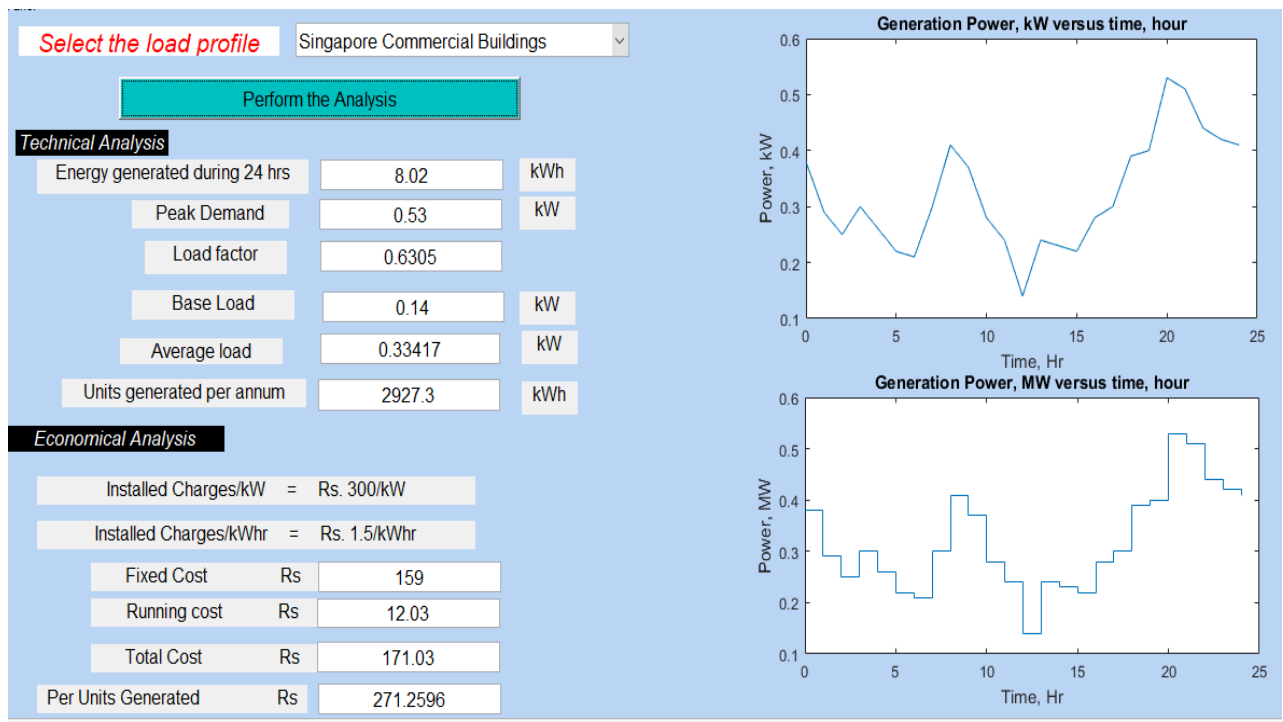 Select the load profile
Singapore Commercial Buildings
Perform the Analysis
Technical Analysis
Energy generated during 24 hrs 8.02 kWh
Peak Demand 0.53 kW
Load factor 0.6305
Base Load 0.14 kW
Average load 0.33417 kW
Units generated per annum 2927.3 kWh
Economical Analysis
Installed Charges/kW = Rs. 300/kW
Installed Charges/kWhr = Rs. 1.5/kWhr
Fixed Cost Rs 159
Running cost Rs 12.03
Total Cost Rs 171.03
Per Units Generated Rs 271.2596
Generation Power, kW versus time, hour
Power, kW
0.6
0.5
0.4
0.3
0.2
0.1
0 5 10 15 20 25
Time, Hr
Generation Power, MW versus time, hour
Power, MW
0.6
0.5
0.4
0.3
0.2
0.1
0 5 10 15 20 25
Time, Hr